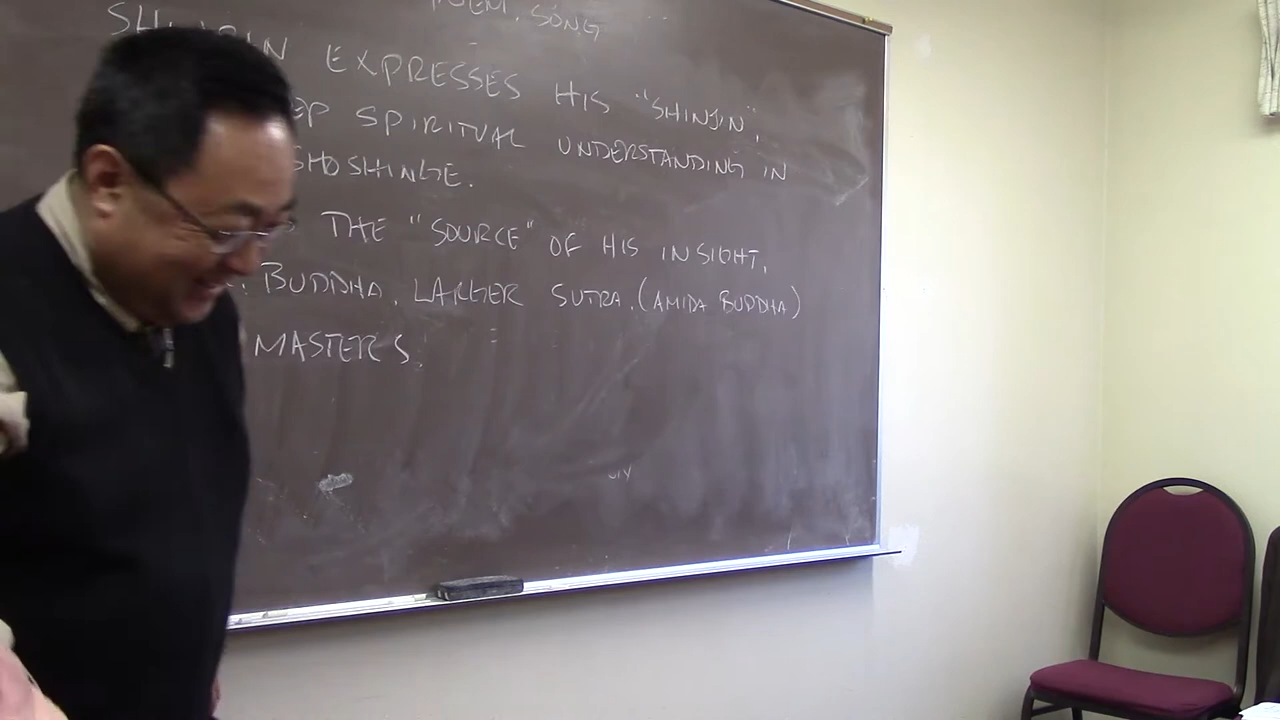 POEM, SONG
EXPRESSES HIS "SHINJIN",
SPIRITUAL UNDERSTANDING IN
SHOSHINGE.
THE "SOURCE" OF HIS INSIGHT,
BUDDHA. LARGER SUTRA. (AMIDA BUDDHA)
MASTERS.